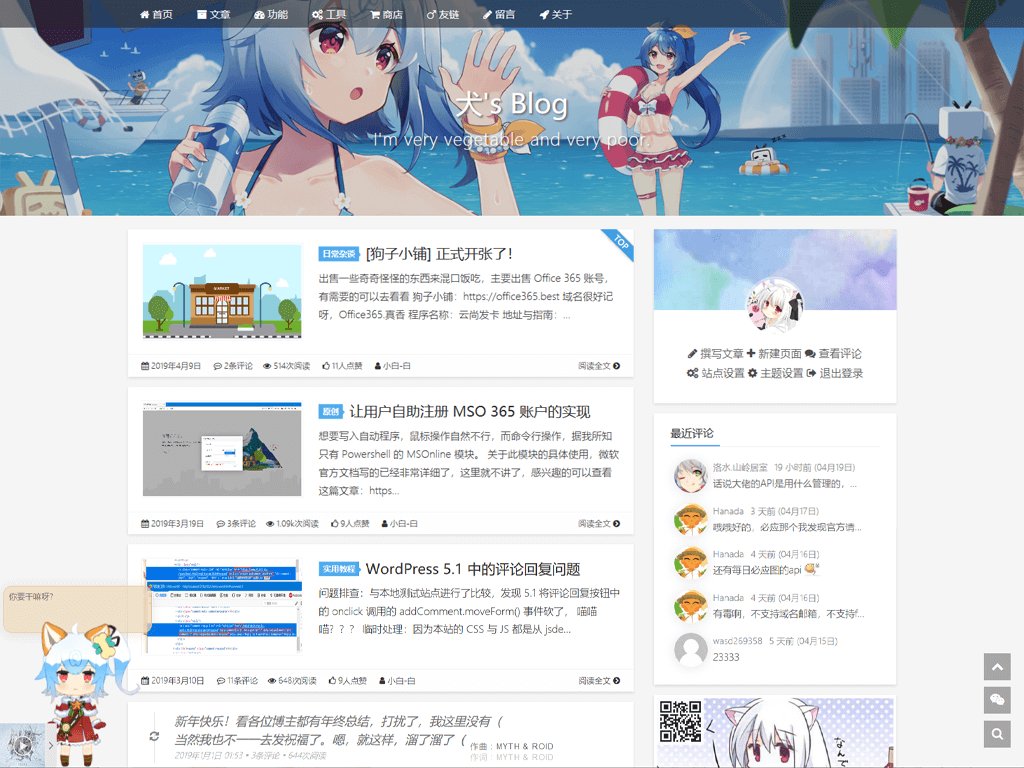 首页 文章 功能 工具 商店 友链 留言 关于
犬's Blog
I'm very vegetable and very poor.
TOP
MARKET
日常杂谈 [狗子小铺] 正式开张了!
出售一些奇奇怪怪的东西来混口饭吃，主要出售 Office 365 账号，
有需要的可以去看看 狗子小铺：https://office365.best 域名很好记
呀，Office365.真香 程序名称：云尚发卡 地址与指南：...
2019年4月9日 2条评论 514次阅读 11人点赞 小白-白 阅读全文
原创 让用户自助注册 MSO 365 账户的实现
想要写入自动程序，鼠标操作自然不行，而命令行操作，据我所知
只有 Powershell 的 MSOnline 模块。 关于此模块的具体使用，微软
官方文档写的已经非常详细了，这里就不讲了，感兴趣的可以查看
这篇文章：https...
2019年3月19日 3条评论 1.09k次阅读 9人点赞 小白-白 阅读全文
实用教程 WordPress 5.1 中的评论回复问题
问题排查：与本地测试站点进行了比较，发现 5.1 将评论回复按钮中
的 onclick 调用的 addComment.moveForm() 事件砍了， 喵喵
喵？？？ 临时处理：因为本站的 CSS 与 JS 都是从 jsde...
2019年3月10日 11条评论 648次阅读 9人点赞 小白-白 阅读全文
新年快乐！看各位博主都有年终总结，打扰了，我这里没有（
当然我也不一一去发祝福了。嗯，就这样，溜了溜了（
2019年1月1日 01:53 • 3条评论 • 644次阅读
作曲 : MYTH & ROID
作词 : MYTH & ROID
你要干嘛呀？
撰写文章 新建页面 查看评论
站点设置 主题设置 退出登录
最近评论
洛水.山岭居室 19 小时前 (04月19日)
话说大佬的API是用什么管理的，...
Hanada 3 天前 (04月17日)
哦哦好的，必应那个我发现官方请...
Hanada 4 天前 (04月16日)
还有每日必应图的api
Hanada 4 天前 (04月16日)
有毒啊，不支持域名邮箱，不支持/...
wasd269358 5 天前 (04月15日)
23333
なんで